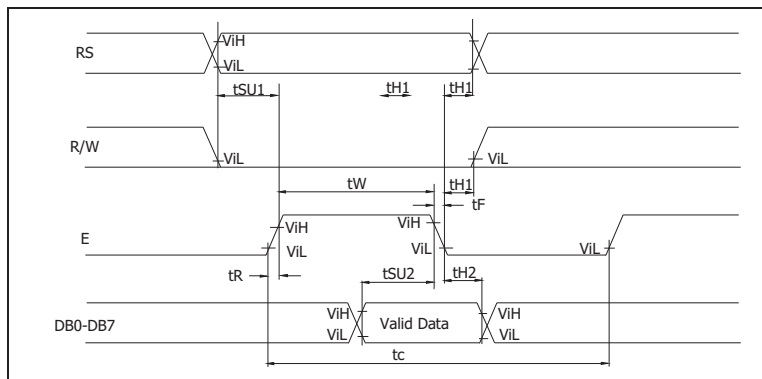 RS
ViH
ViL
tSU1
tH1
tH1
R/W
ViL
ViL
tW
tH1
tF
E
ViH
ViH
ViL
ViL
ViL
tR
tSU2
tH2
DB0-DB7
ViH
ViL
Valid Data
ViH
ViL
tc